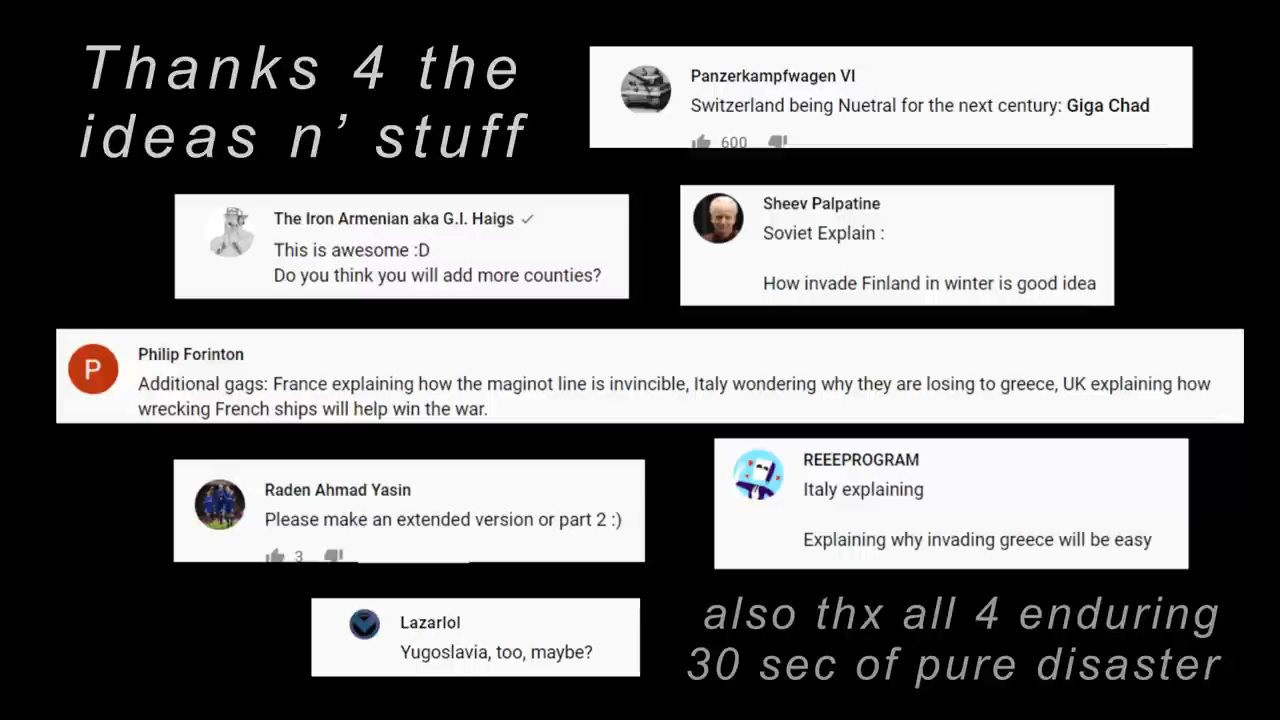 Thanks 4 the
ideas n’ stuff
Panzerkampfwagen VI
Switzerland being Nuetral for the next century: Giga Chad
600
The Iron Armenian aka G.I. Haigs
This is awesome :D
Do you think you will add more counties?
Sheev Palpatine
Soviet Explain :
How invade Finland in winter is good idea
P
Philip Forinton
Additional gags: France explaining how the maginot line is invincible, Italy wondering why they are losing to greece, UK explaining how
wrecking French ships will help win the war.
Raden Ahmad Yasin
Please make an extended version or part 2 :)
3
REEEPROGRAM
Italy explaining
Explaining why invading greece will be easy
Lazarlol
Yugoslavia, too, maybe?
also thx all 4 enduring
30 sec of pure disaster